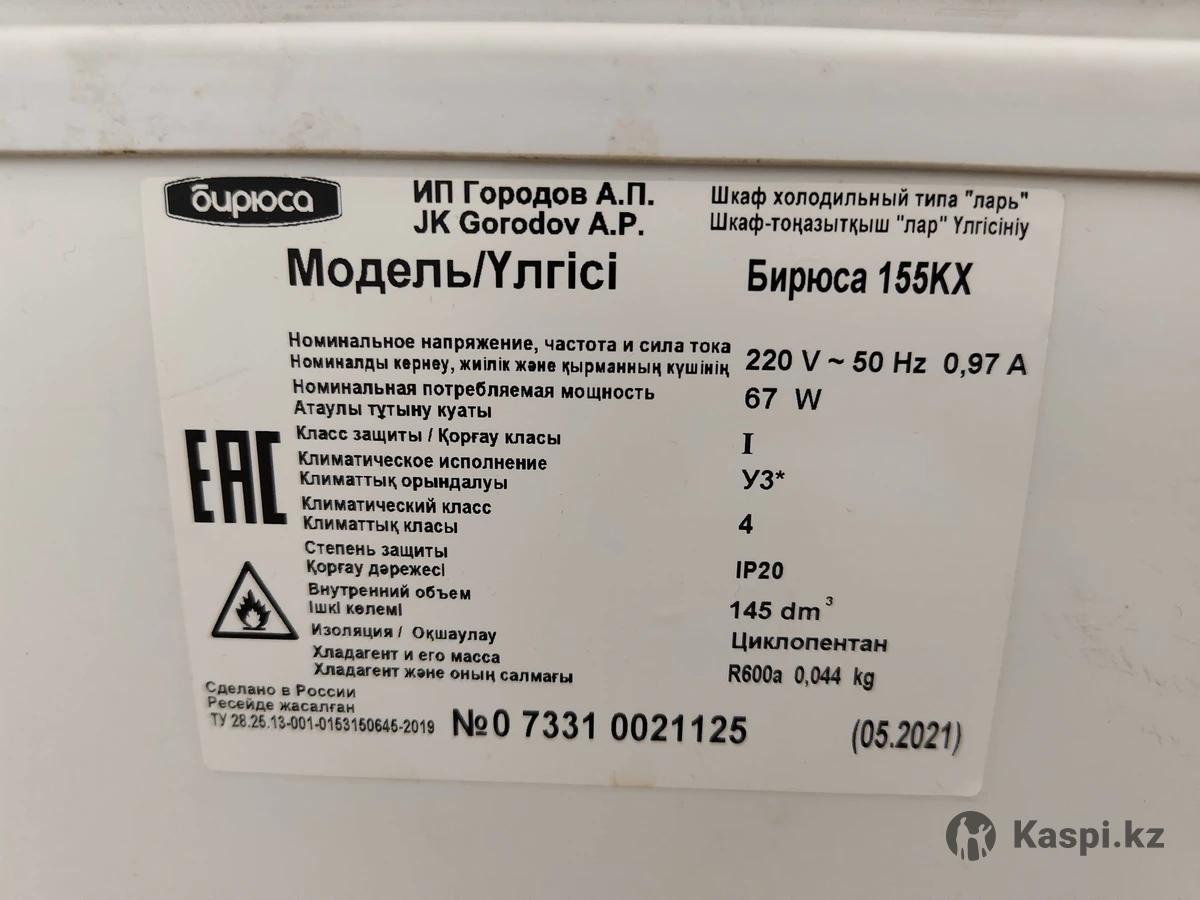 бирюса
ИП Городов А.П.
JK Gorodov A.P.
Шкаф холодильный типа "ларь"
Шкаф-тоңазытқыш "лар" Үлгісініу
Модель/Үлгісі Бирюса 155KX
Номинальное напряжение, частота и сила тока
Номиналды кернеу, жиілік және қырманның күшінің
220 V ~ 50 Hz 0,97 A
Номинальная потребляемая мощность
Атаулы тұтыну куаты
67 W
Класс защиты / Қорғау класы
I
Климатическое исполнение
Климаттық орындалуы
У3*
Климатический класс
Климаттық класы
4
Степень защиты
Қорғау дәрежесі
IP20
Внутренний объем
Ішкі көлемі
145 dm³
Изоляция / Оқшаулау
Циклопентан
Хладагент и его масса
Хладагент және оның салмағы
R600a 0,044 kg
EAC
Сделано в России
Ресейде жасалған
ТУ 28.25.13-001-0153150645-2019
№0 7331 0021125
(05.2021)
Kaspi.kz